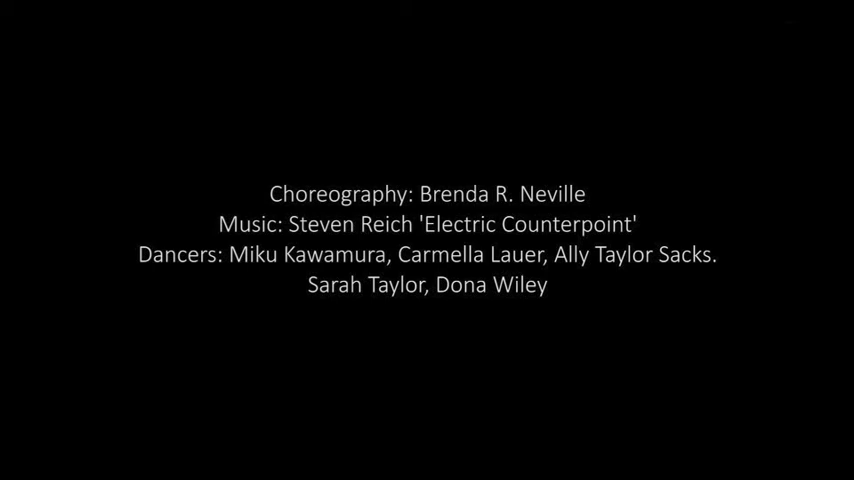 Choreography: Brenda R. Neville
Music: Steven Reich 'Electric Counterpoint'
Dancers: Miku Kawamura, Carmella Lauer, Ally Taylor Sacks.
Sarah Taylor, Dona Wiley